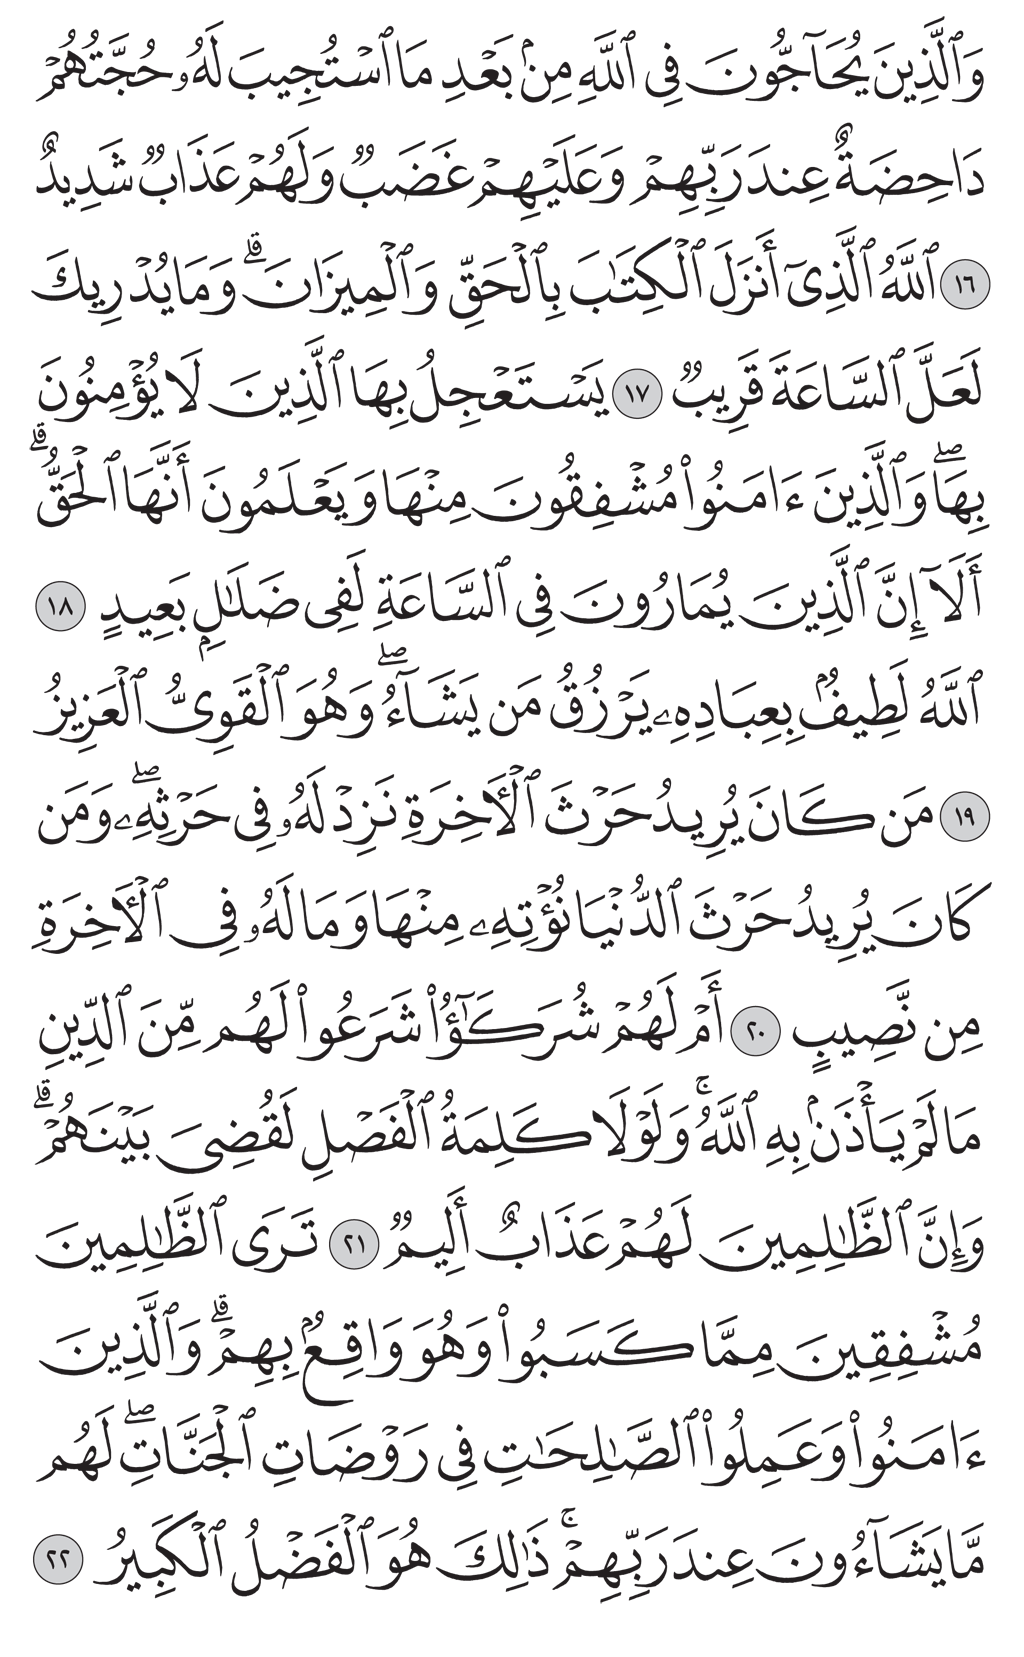 وَٱلَّذِينَ يُحَآجُّونَ فِى ٱللَّهِ مِنۢ بَعْدِ مَا ٱسْتُجِيبَ لَهُۥ حُجَّتُهُمْ
دَاحِضَةٌ عِندَ رَبِّهِمْ وَعَلَيْهِمْ غَضَبٌ وَلَهُمْ عَذَابٌ شَدِيدٌ
١٦ ٱللَّهُ ٱلَّذِىٓ أَنزَلَ ٱلْكِتَـٰبَ بِٱلْحَقِّ وَٱلْمِيزَانَ ۗ وَمَا يُدْرِيكَ
لَعَلَّ ٱلسَّاعَةَ قَرِيبٌ ١٧ يَسْتَعْجِلُ بِهَا ٱلَّذِينَ لَا يُؤْمِنُونَ
بِهَا ۖ وَٱلَّذِينَ ءَامَنُوا۟ مُشْفِقُونَ مِنْهَا وَيَعْلَمُونَ أَنَّهَا ٱلْحَقُّ ۗ
أَلَآ إِنَّ ٱلَّذِينَ يُمَارُونَ فِى ٱلسَّاعَةِ لَفِى ضَلَـٰلٍۭ بَعِيدٍ ١٨
ٱللَّهُ لَطِيفٌۢ بِعِبَادِهِۦ يَرْزُقُ مَن يَشَآءُ ۖ وَهُوَ ٱلْقَوِىُّ ٱلْعَزِيزُ
١٩ مَن كَانَ يُرِيدُ حَرْثَ ٱلْـَٔاخِرَةِ نَزِدْ لَهُۥ فِى حَرْثِهِۦ ۖ وَمَن
كَانَ يُرِيدُ حَرْثَ ٱلدُّنْيَا نُؤْتِهِۦ مِنْهَا وَمَا لَهُۥ فِى ٱلْـَٔاخِرَةِ
مِن نَّصِيبٍ ٢٠ أَمْ لَهُمْ شُرَكَـٰٓؤُا۟ شَرَعُوا۟ لَهُم مِّنَ ٱلدِّينِ
مَا لَمْ يَأْذَنۢ بِهِ ٱللَّهُ ۚ وَلَوْلَا كَلِمَةُ ٱلْفَصْلِ لَقُضِىَ بَيْنَهُمْ ۗ
وَإِنَّ ٱلظَّـٰلِمِينَ لَهُمْ عَذَابٌ أَلِيمٌ ٢١ تَرَى ٱلظَّـٰلِمِينَ
مُشْفِقِينَ مِمَّا كَسَبُوا۟ وَهُوَ وَاقِعٌۢ بِهِمْ ۗ وَٱلَّذِينَ
ءَامَنُوا۟ وَعَمِلُوا۟ ٱلصَّـٰلِحَـٰتِ فِى رَوْضَاتِ ٱلْجَنَّاتِ ۖ لَهُم
مَّا يَشَآءُونَ عِندَ رَبِّهِمْ ۚ ذَٰلِكَ هُوَ ٱلْفَضْلُ ٱلْكَبِيرُ ٢٢